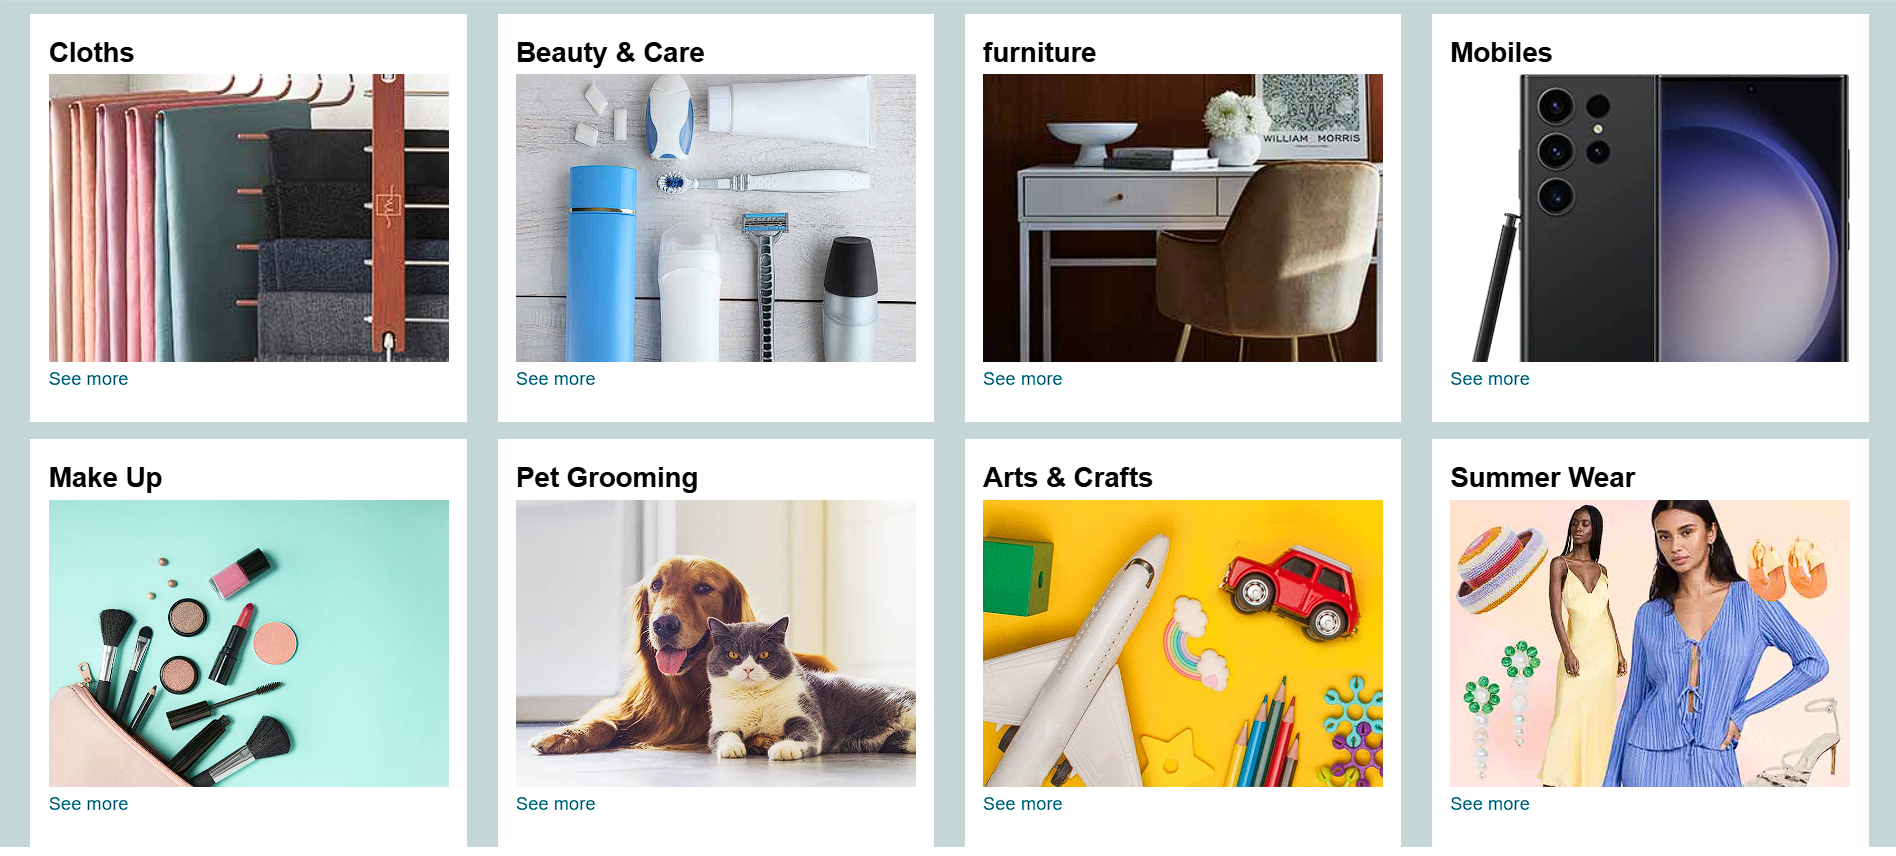 Cloths
Beauty & Care
furniture
Mobiles
WILLIAM MORRIS
See more
See more
See more
See more
Make Up
Pet Grooming
Arts & Crafts
Summer Wear
See more
See more
See more
See more